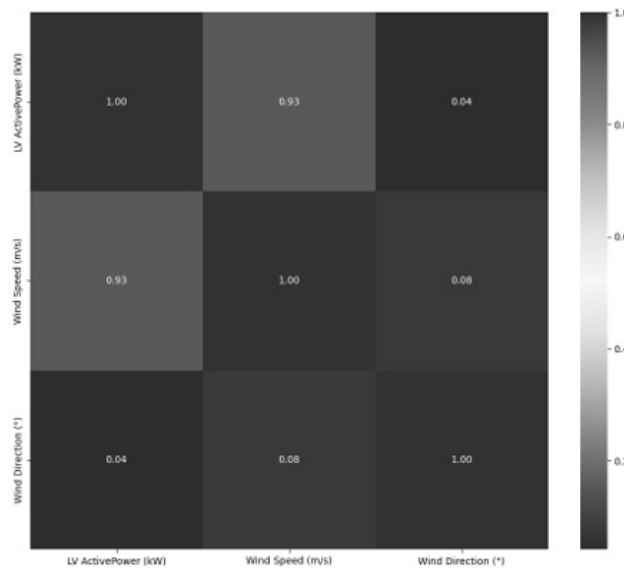 LV ActivePower (kW)
1.00
0.93
0.04
Wind Speed (m/s)
0.93
1.00
0.08
Wind Direction (°)
0.04
0.08
1.00
LV ActivePower (kW)
Wind Speed (m/s)
Wind Direction (°)